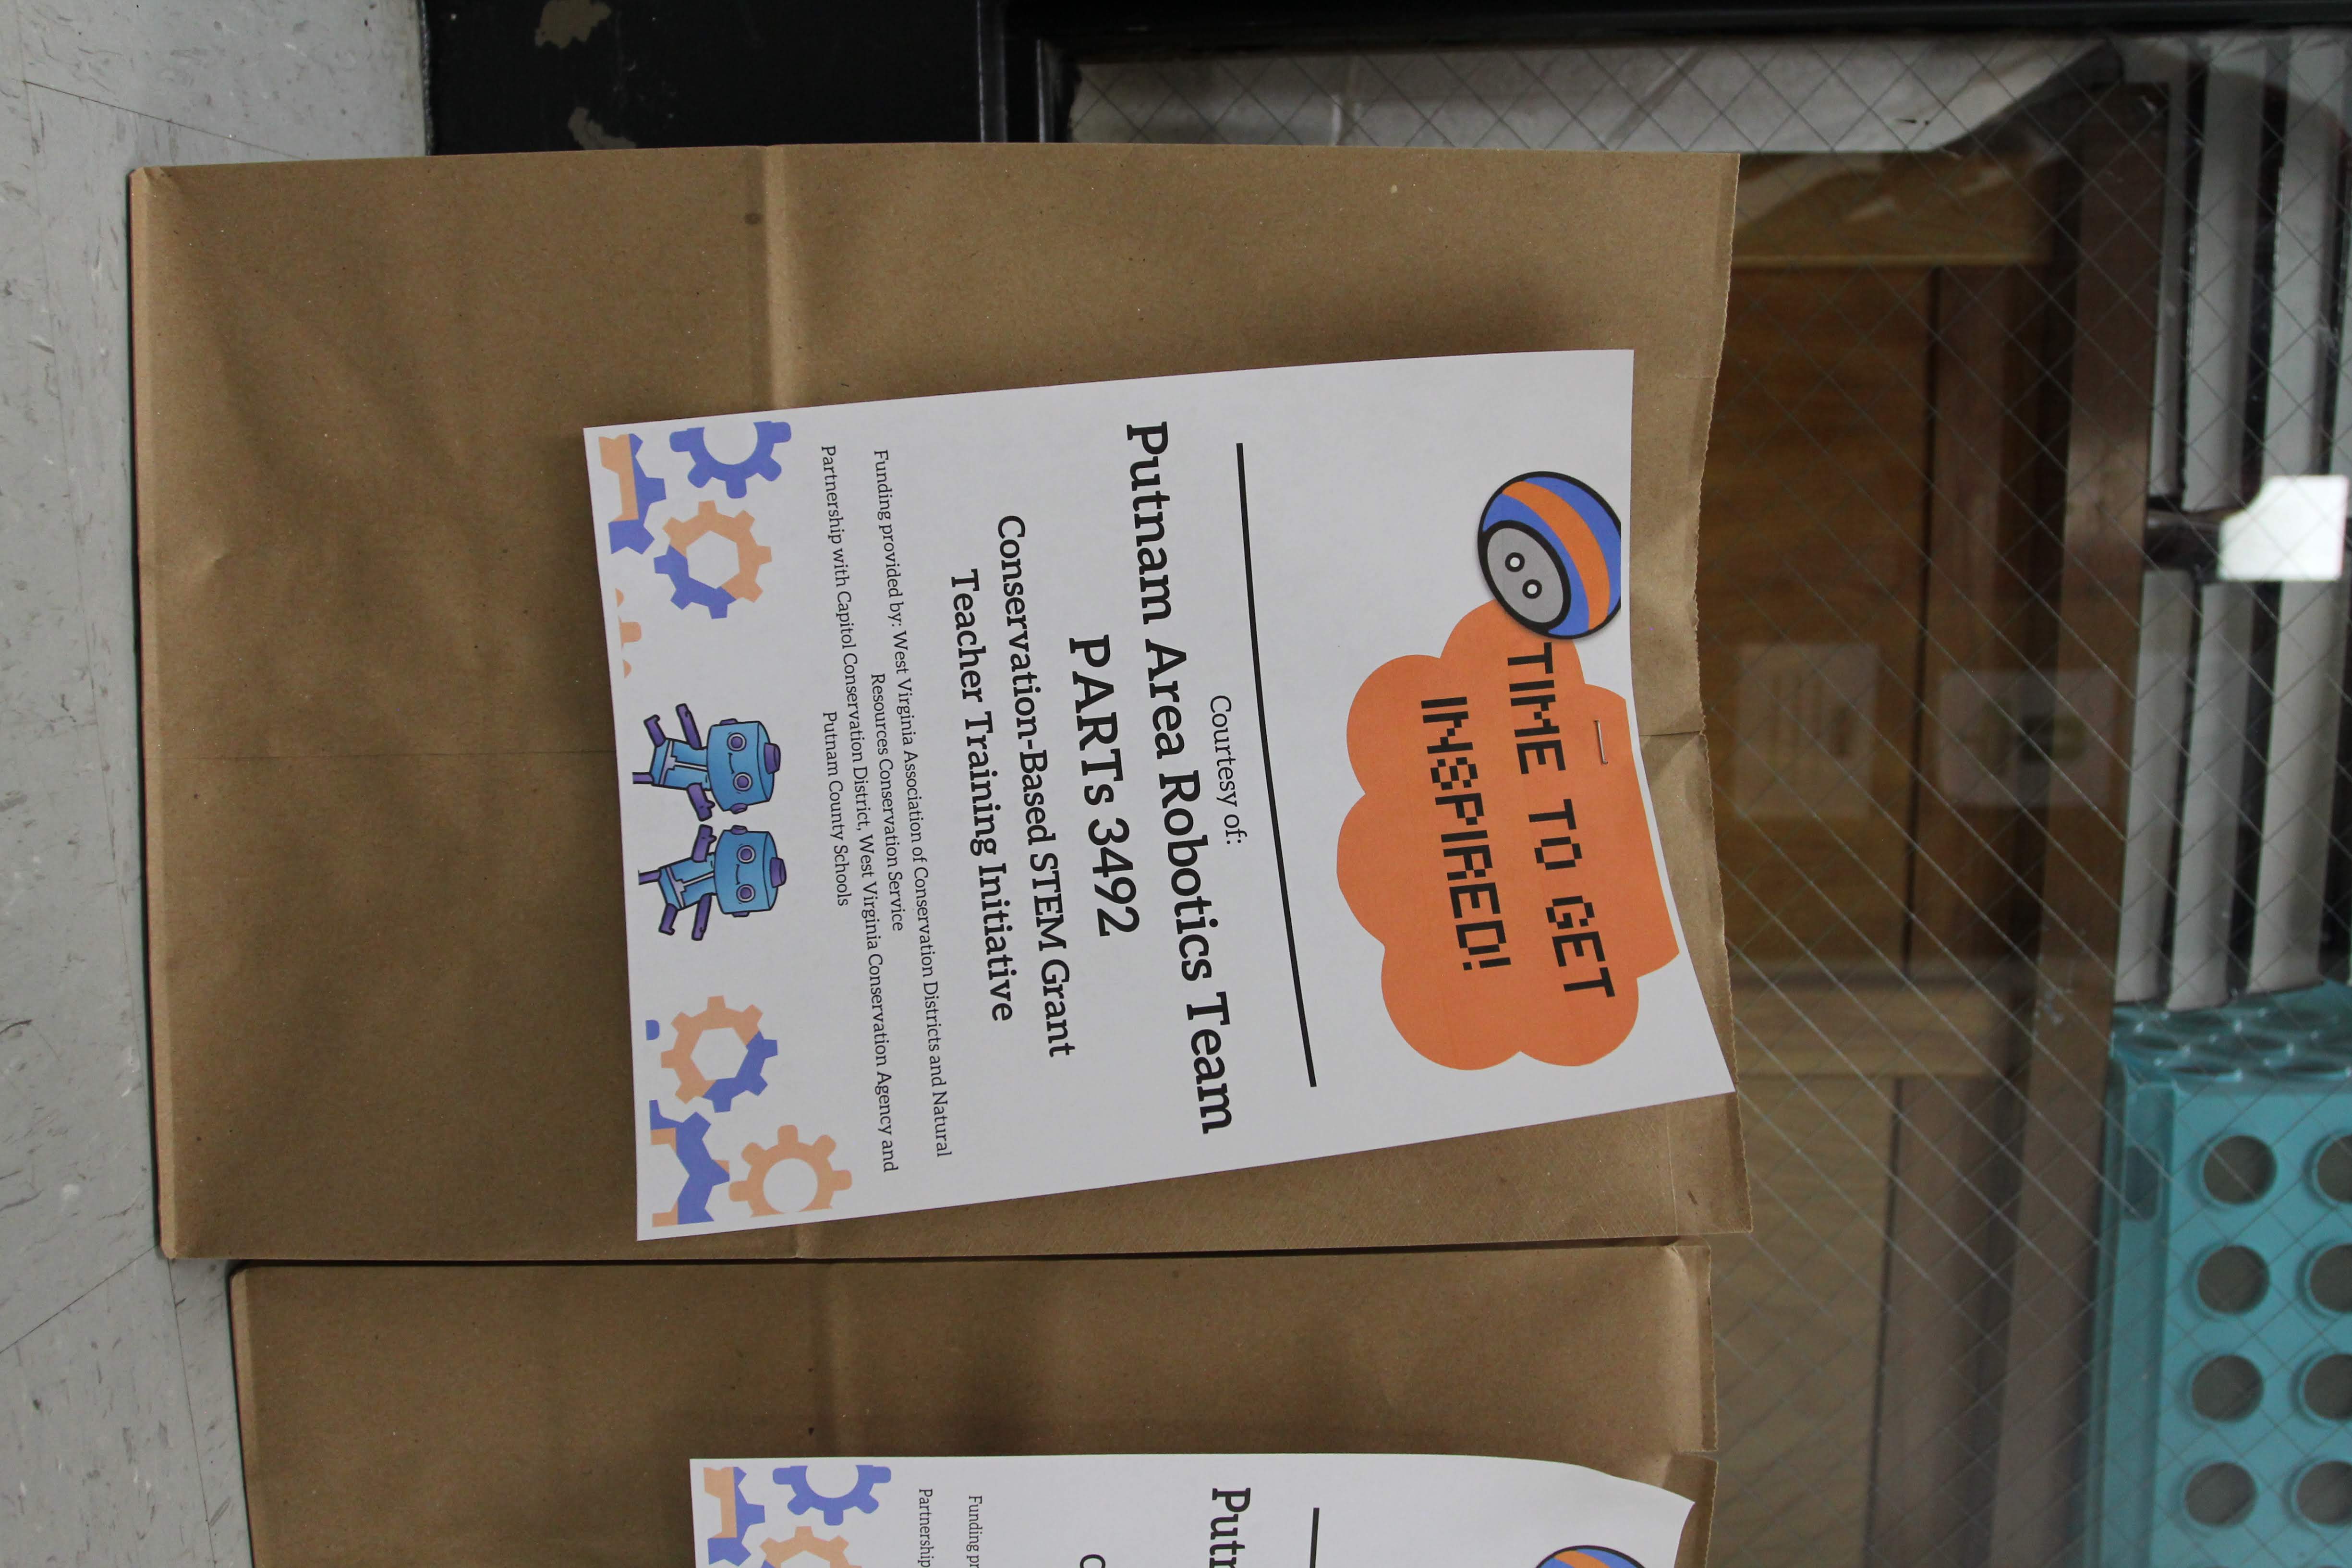 TIME TO GET
INSPIRED!
Courtesy of:
Putnam Area Robotics Team
PARTs 3492
Conservation-Based STEM Grant
Teacher Training Initiative
Funding provided by: West Virginia Association of Conservation Districts and Natural
Resources Conservation Service
Partnership with Capitol Conservation District, West Virginia Conservation Agency and
Putnam County Schools
Funding
Partnership